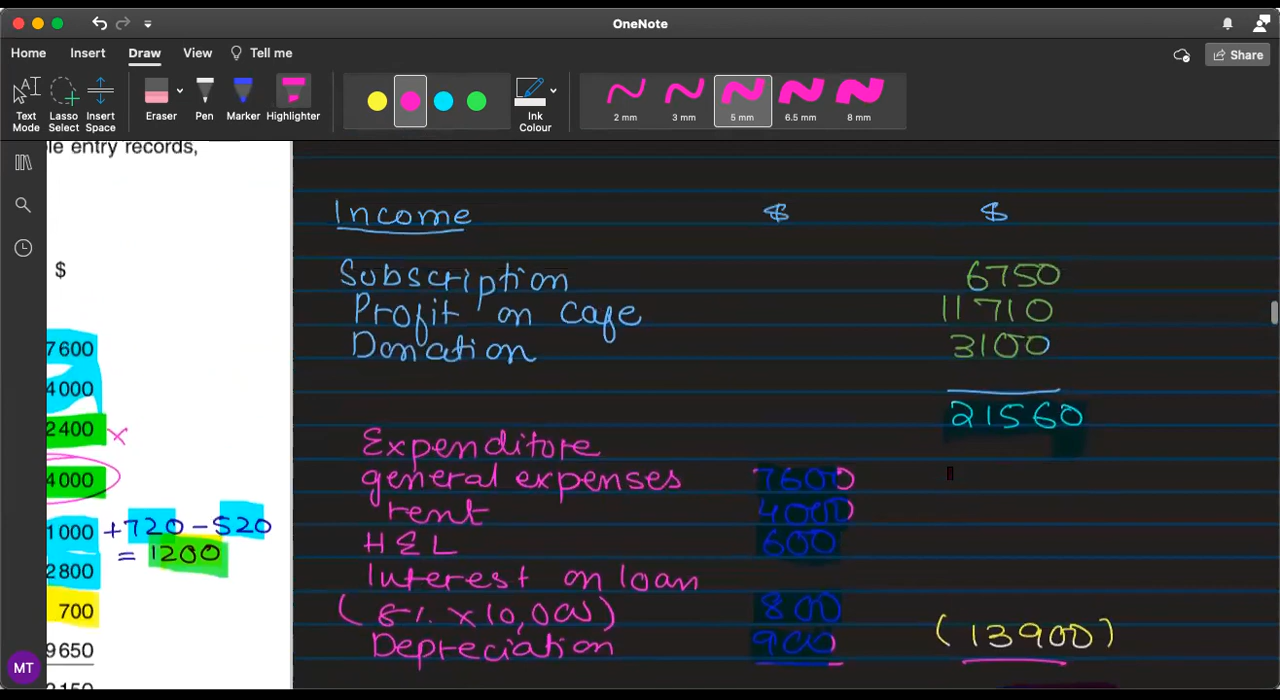 OneNote
Home Insert Draw View Tell me
Share
Text Mode
Lasso Select
Insert Space
Eraser
Pen
Marker
Highlighter
Ink Colour
2 mm
3 mm
5 mm
6.5 mm
8 mm
le entry records,
$
7600
4000
2400 x
4000
1000 +720 -520
= 1200
2800
700
9650
MT
Income $ $
Subscription 6750
Profit on cafe 11710
Donation 3100
21560
Expenditore
general expenses 7600
rent 4000
H & L 600
Interest on loan
(8% x 10,000) 800
Depreciation 900 (13900)